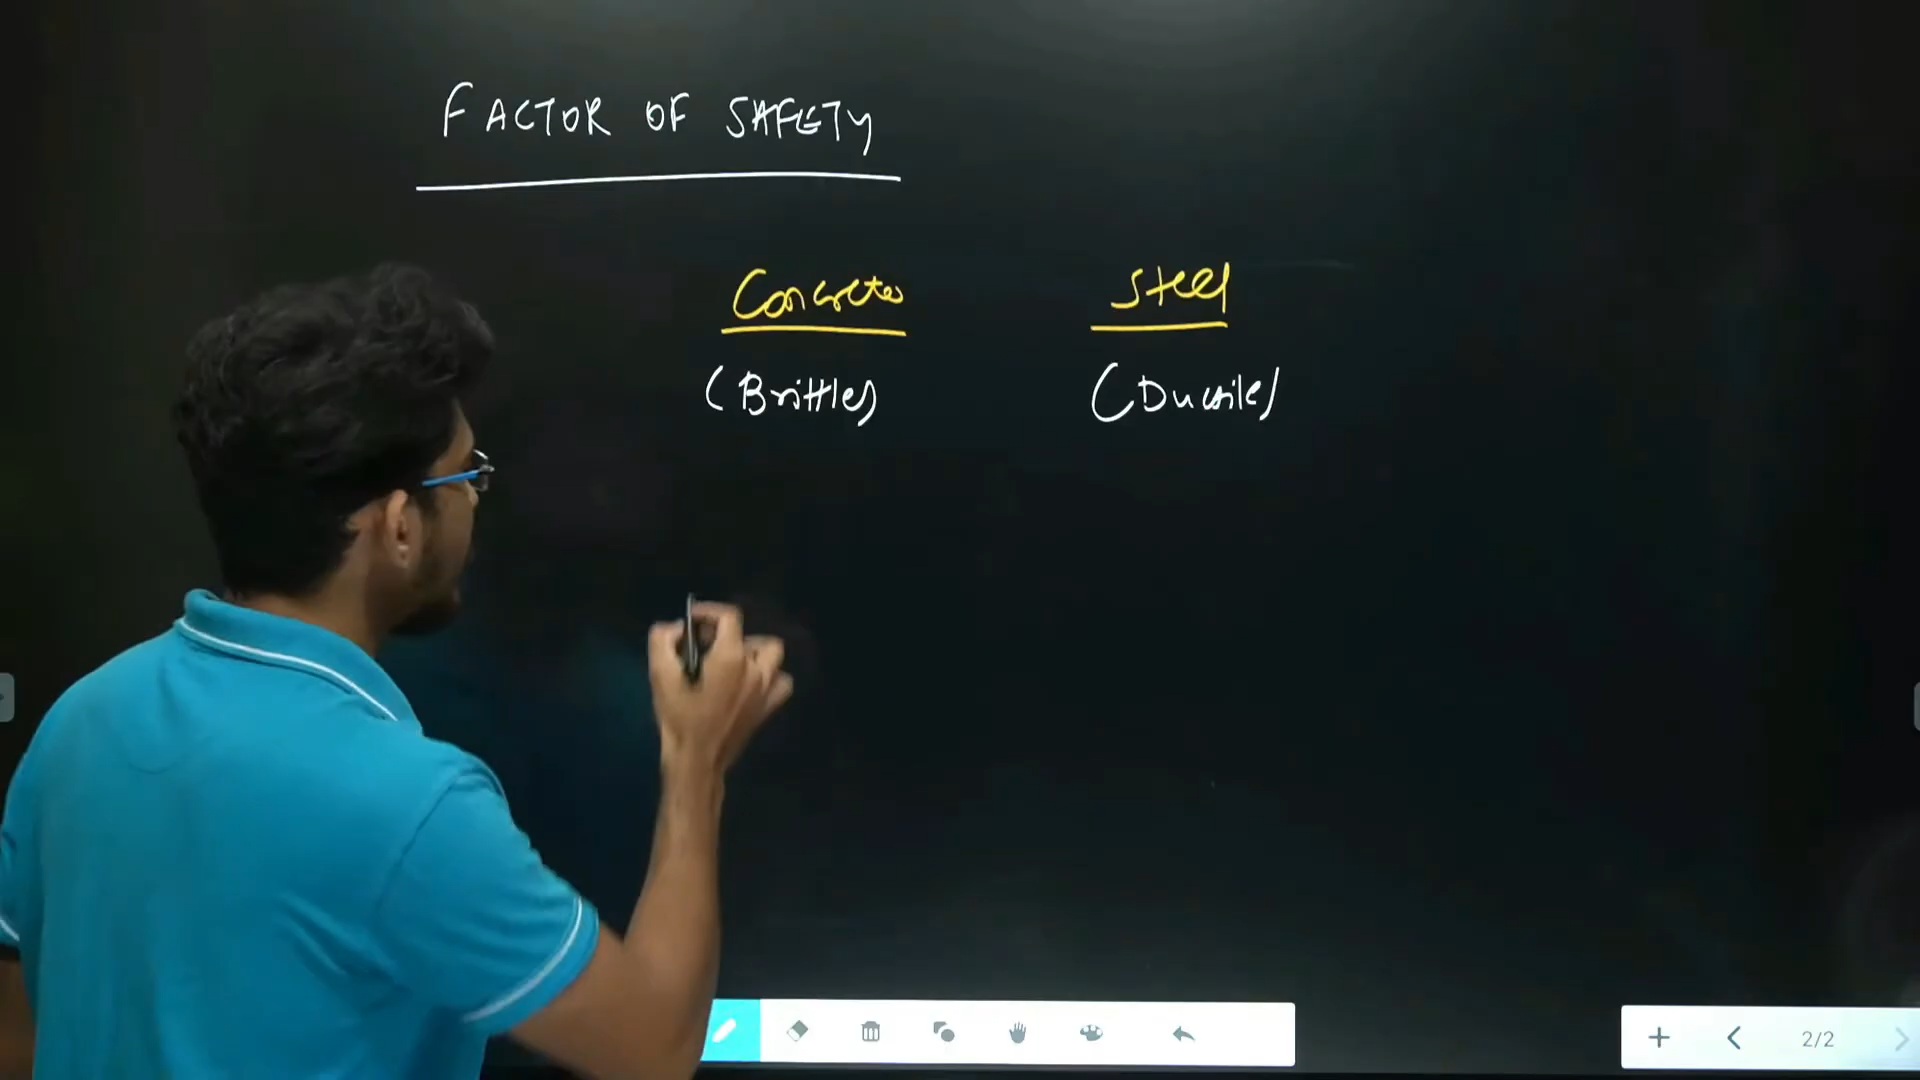 FACTOR OF SAFETY
Concrete Steel
(Brittle) (Ductile)
2/2